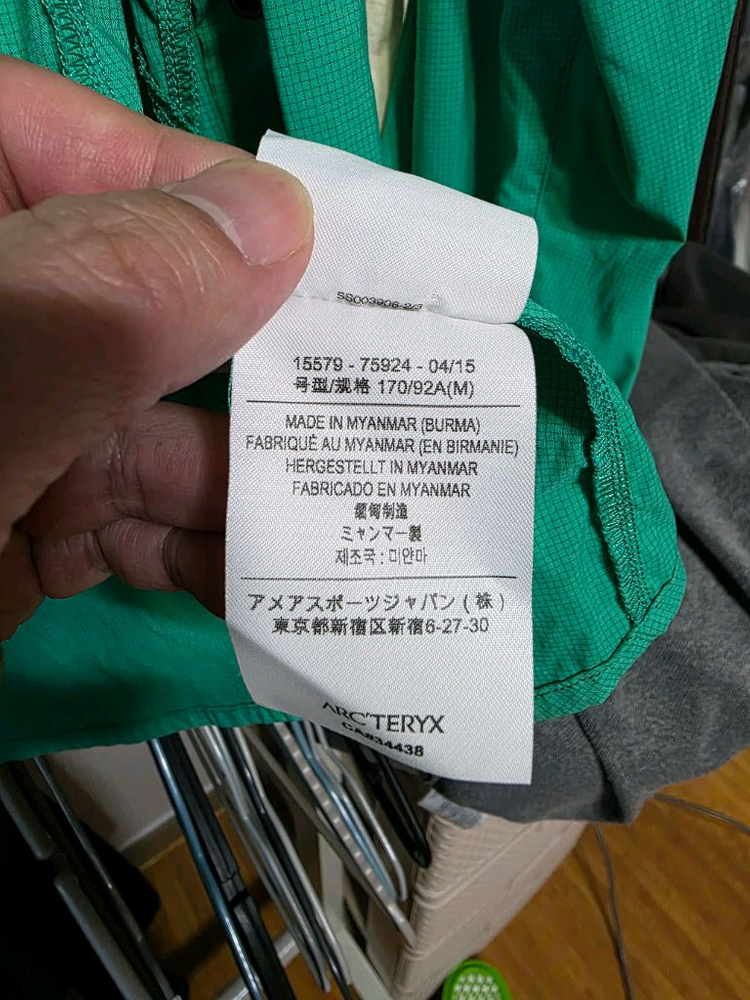 SS003906-2/3
15579 - 75924 - 04/15
号型/规格 170/92A(M)
MADE IN MYANMAR (BURMA)
FABRIQUÉ AU MYANMAR (EN BIRMANIE)
HERGESTELLT IN MYANMAR
FABRICADO EN MYANMAR
缅甸制造
ミャンマー製
제조국 : 미얀마
アメアスポーツジャパン ( 株 )
東京都新宿区新宿6-27-30
ARC'TERYX
CA#34438